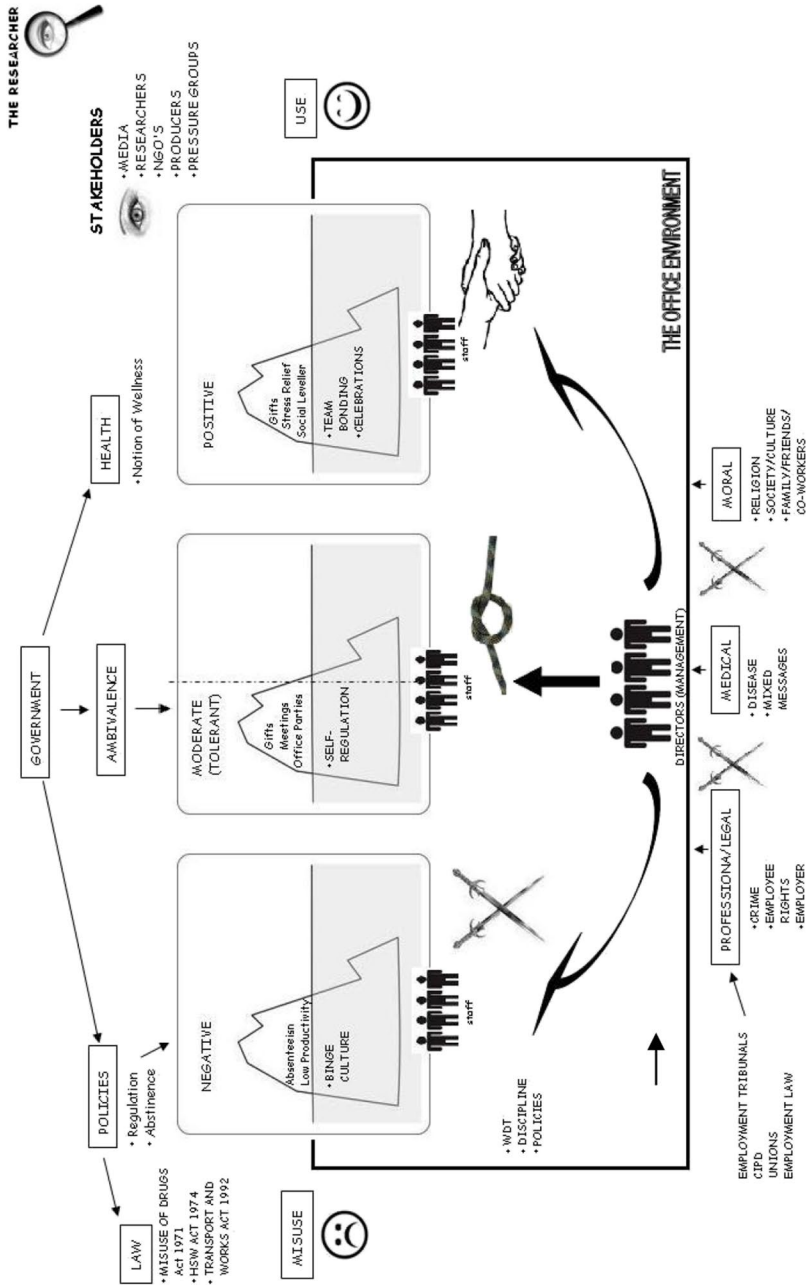 THE RESEARCHER
STAKEHOLDERS
• MEDIA
• RESEARCHERS
• NGO'S
• PRODUCERS
• PRESSURE GROUPS
GOVERNMENT
LAW
• MISUSE OF DRUGS
Act 1971
• HSW ACT 1974
• TRANSPORT AND
WORKS ACT 1992
POLICIES
• Regulation
• Abstinence
AMBIVALENCE
HEALTH
• Notion of Wellness
MISUSE
USE
NEGATIVE
Absenteeisn
Low Productivity
• BINGE
CULTURE
staff
MODERATE
(TOLERANT)
Gifts
Meetings
Office Parties
• SELF-
REGULATION
staff
POSITIVE
Gifts
Stress Relief
Social Leveller
• TEAM
BONDING
• CELEBRATIONS
staff
• WDT
• DISCIPLINE
• POLICIES
DIRECTORS (MANAGEMENT)
THE OFFICE ENVIRONMENT
EMPLOYMENT TRIBUNALS
CIPD
UNIONS
EMPLOYMENT LAW
PROFESSIONA/LEGAL
• CRIME
• EMPLOYEE
RIGHTS
• EMPLOYER
MEDICAL
• DISEASE
• MIXED
MESSAGES
MORAL
• RELIGION
• SOCIETY/CULTURE
• FAMILY/FRIENDS/
CO-WORKERS